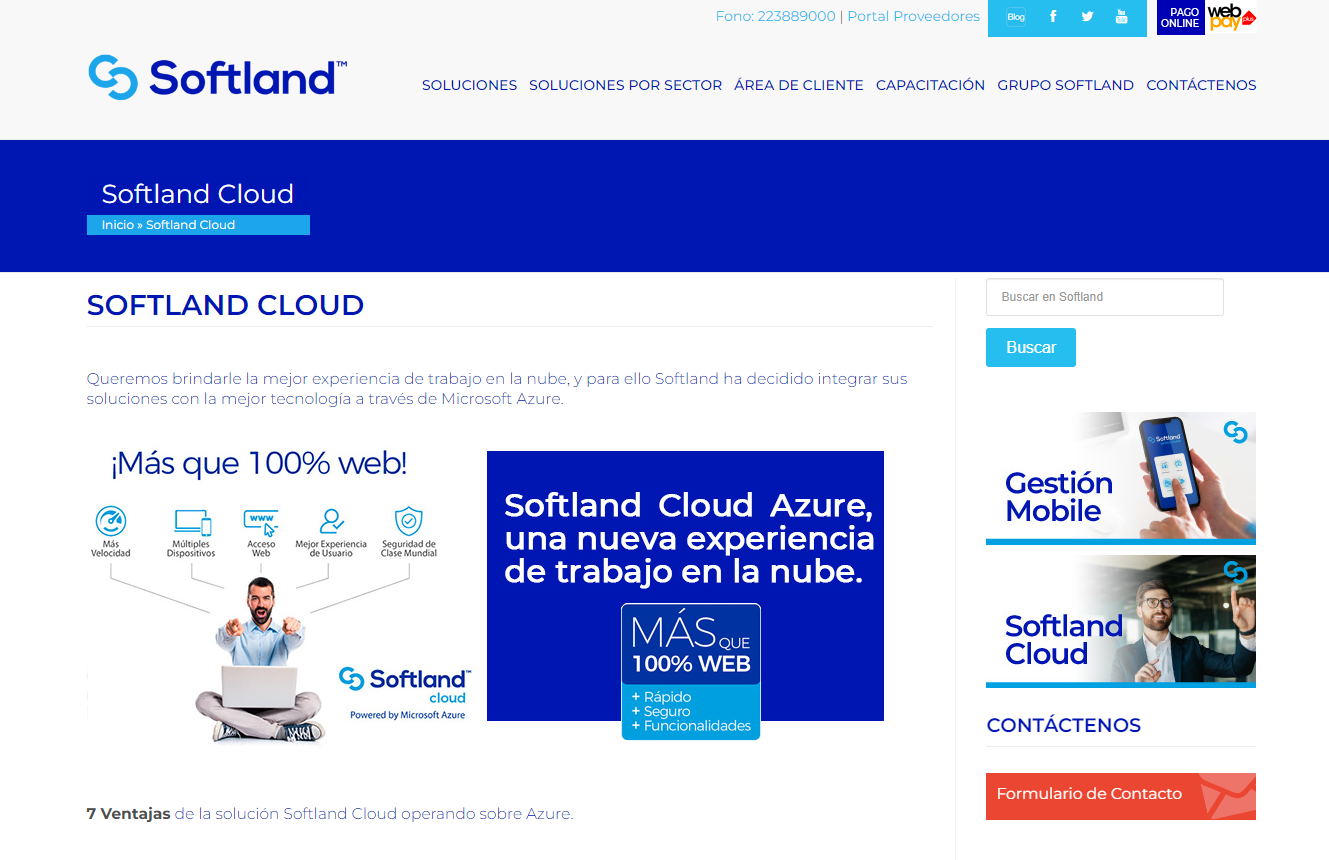 Fono: 223889000 | Portal Proveedores
Blog
You
PAGO
ONLINE
web
pay plus
Softland™
SOLUCIONES SOLUCIONES POR SECTOR ÁREA DE CLIENTE CAPACITACIÓN GRUPO SOFTLAND CONTÁCTENOS
Softland Cloud
Inicio » Softland Cloud
SOFTLAND CLOUD
Queremos brindarle la mejor experiencia de trabajo en la nube, y para ello Softland ha decidido integrar sus
soluciones con la mejor tecnología a través de Microsoft Azure.
¡Más que 100% web!
Más
Velocidad
Múltiples
Dispositivos
www
Acceso
Web
Mejor Experiencia
de Usuario
Seguridad de
Clase Mundial
Softland™
cloud
Powered by Microsoft Azure
Softland Cloud Azure,
una nueva experiencia
de trabajo en la nube.
MÁS QUE
100% WEB
+ Rápido
+ Seguro
+ Funcionalidades
7 Ventajas de la solución Softland Cloud operando sobre Azure.
Buscar en Softland
Buscar
Softland
Gestión
Mobile
Softland
Cloud
CONTÁCTENOS
Formulario de Contacto